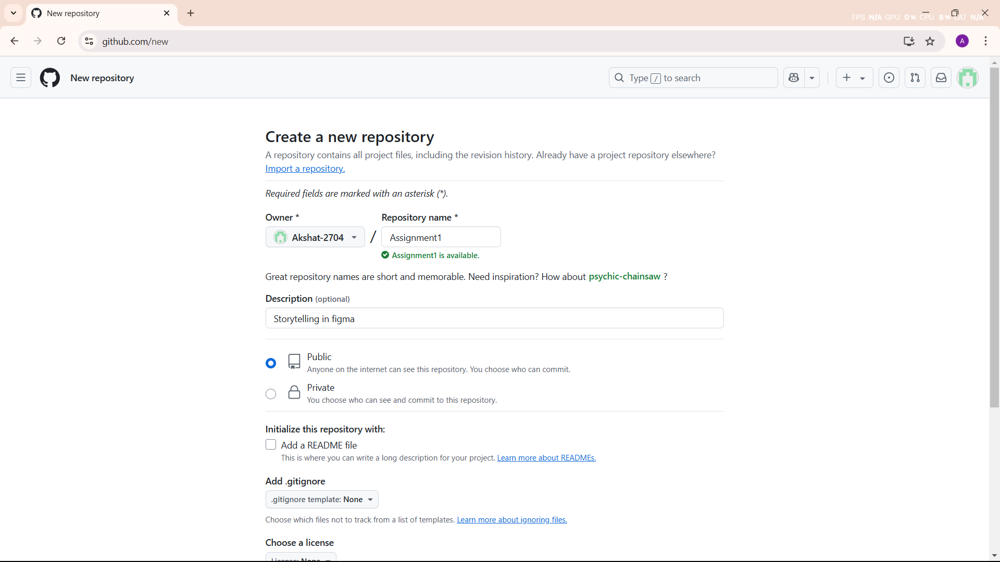 New repository
FPS N/A GPU 0% CPU 8% LAT N/A
github.com/new
A
New repository
Type / to search
Create a new repository
A repository contains all project files, including the revision history. Already have a project repository elsewhere?
Import a repository.
Required fields are marked with an asterisk (*).
Owner * Repository name *
Akshat-2704 / Assignment1
Assignment1 is available.
Great repository names are short and memorable. Need inspiration? How about psychic-chainsaw ?
Description (optional)
Storytelling in figma
Public
Anyone on the internet can see this repository. You choose who can commit.
Private
You choose who can see and commit to this repository.
Initialize this repository with:
Add a README file
This is where you can write a long description for your project. Learn more about READMEs.
Add .gitignore
.gitignore template: None
Choose which files not to track from a list of templates. Learn more about ignoring files.
Choose a license
License: None